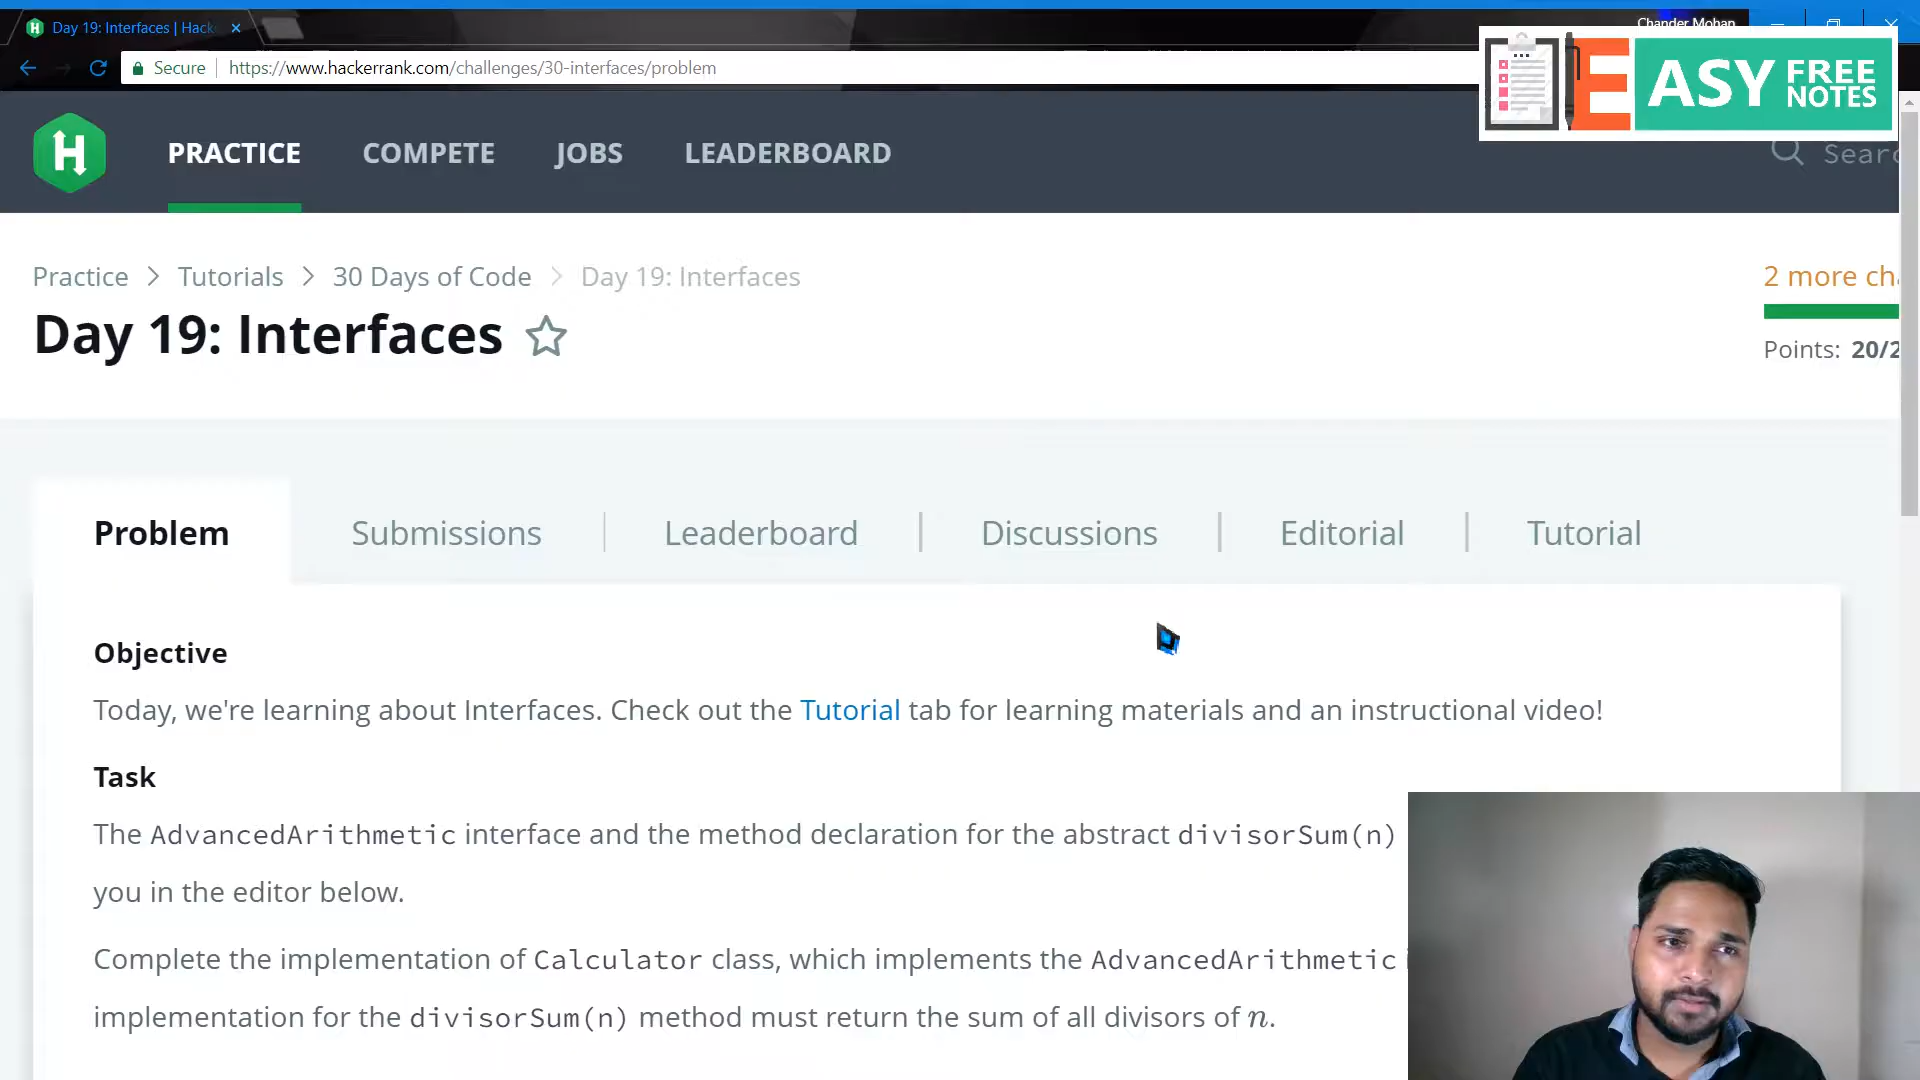 Day 19: Interfaces | Hack
Chander Mohan
Secure https://www.hackerrank.com/challenges/30-interfaces/problem
EASY FREE NOTES
PRACTICE COMPETE JOBS LEADERBOARD
Searc
Practice > Tutorials > 30 Days of Code > Day 19: Interfaces
2 more cha
Day 19: Interfaces
Points: 20/2
Problem Submissions Leaderboard Discussions Editorial Tutorial
Objective
Today, we're learning about Interfaces. Check out the Tutorial tab for learning materials and an instructional video!
Task
The AdvancedArithmetic interface and the method declaration for the abstract divisorSum(n)
you in the editor below.
Complete the implementation of Calculator class, which implements the AdvancedArithmetic
implementation for the divisorSum(n) method must return the sum of all divisors of n.